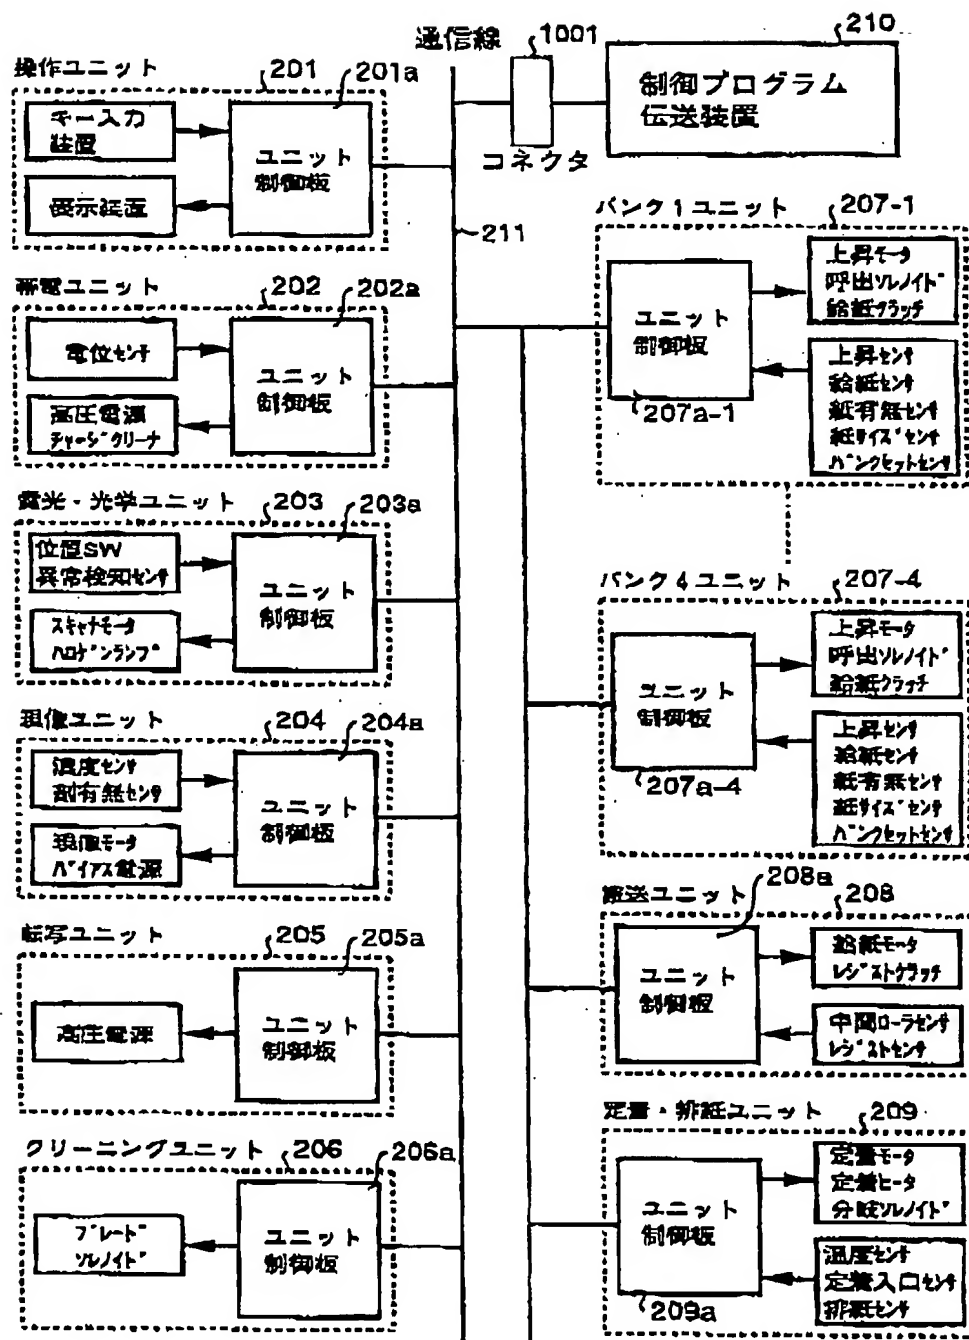 通信線
1001
210
制御プログラム
伝送装置
コネクタ
211
操作ユニット
201
201a
キー入力
装置
表示装置
ユニット
制御板
帯電ユニット
202
202a
電位センサ
高圧電源
チャージクリーナ
ユニット
制御板
露光・光学ユニット
203
203a
位置SW
異常検知センサ
スキャナモータ
ハロゲンランプ
ユニット
制御板
現像ユニット
204
204a
濃度センサ
剤有無センサ
現像モータ
バイアス電源
ユニット
制御板
転写ユニット
205
205a
高圧電源
ユニット
制御板
クリーニングユニット
206
206a
ブレード
ソレノイド
ユニット
制御板
バンク1ユニット
207-1
ユニット
制御板
207a-1
上昇モータ
呼出ソレノイド
給紙クラッチ
上昇センサ
給紙センサ
紙有無センサ
紙サイズセンサ
バンクセットセンサ
バンク4ユニット
207-4
ユニット
制御板
207a-4
上昇モータ
呼出ソレノイド
給紙クラッチ
上昇センサ
給紙センサ
紙有無センサ
紙サイズセンサ
バンクセットセンサ
搬送ユニット
208a
208
ユニット
制御板
給紙モータ
レジストクラッチ
中間ローラセンサ
レジストセンサ
定着・排紙ユニット
209
ユニット
制御板
209a
定着モータ
定着ヒータ
分岐ソレノイド
温度センサ
定着入口センサ
排紙センサ